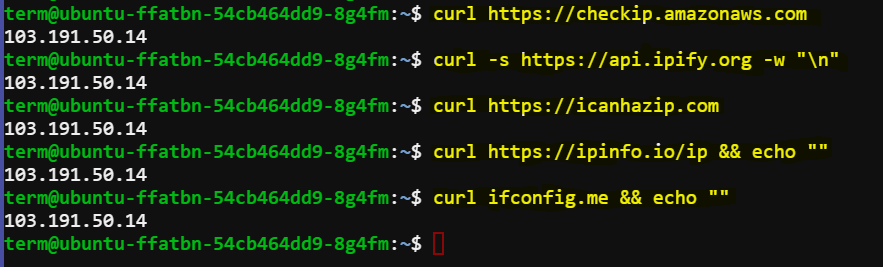 term@ubuntu-ffatbn-54cb464dd9-8g4fm:~$ curl https://checkip.amazonaws.com
103.191.50.14
term@ubuntu-ffatbn-54cb464dd9-8g4fm:~$ curl -s https://api.ipify.org -w "\n"
103.191.50.14
term@ubuntu-ffatbn-54cb464dd9-8g4fm:~$ curl https://icanhazip.com
103.191.50.14
term@ubuntu-ffatbn-54cb464dd9-8g4fm:~$ curl https://ipinfo.io/ip && echo ""
103.191.50.14
term@ubuntu-ffatbn-54cb464dd9-8g4fm:~$ curl ifconfig.me && echo ""
103.191.50.14
term@ubuntu-ffatbn-54cb464dd9-8g4fm:~$